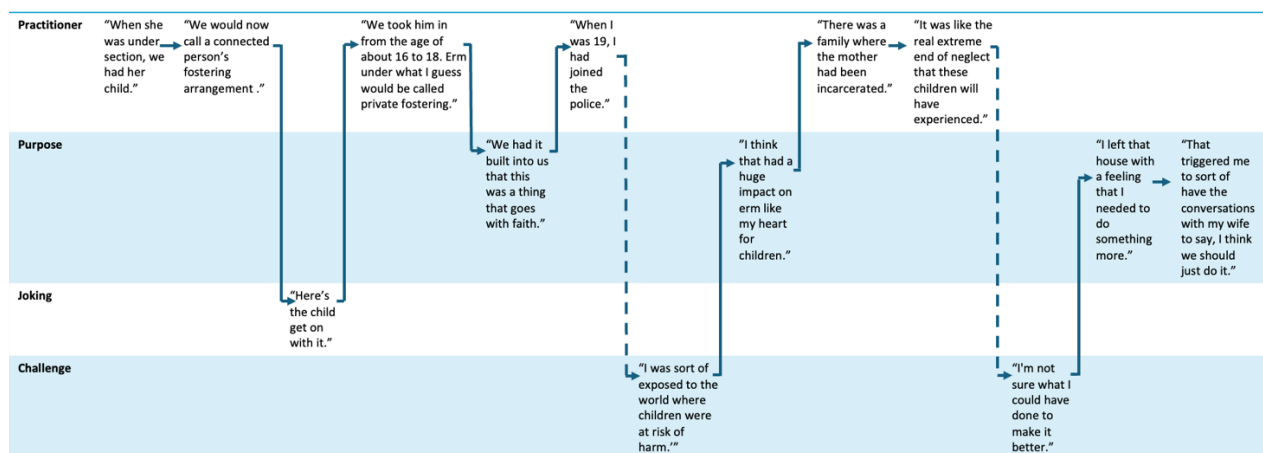 Practitioner
“When she
was under
section, we
had her
child.”
“We would now
call a connected
person’s
fostering
arrangement .”
“We took him in
from the age of
about 16 to 18. Erm
under what I guess
would be called
private fostering.”
“When I
was 19, I
had
joined
the
police.”
“There was a
family where
the mother
had been
incarcerated.”
“It was like the
real extreme
end of neglect
that these
children will
have
experienced.”
Purpose
“We had it
built into us
that this
was a thing
that goes
with faith.”
“I think
that had a
huge
impact on
erm like
my heart
for
children.”
“I left that
house with
a feeling
that I
needed to
do
something
more.”
“That
triggered me
to sort of
have the
conversations
with my wife
to say, I think
we should
just do it.”
Joking
“Here’s
the child
get on
with it.”
Challenge
“I was sort of
exposed to the
world where
children were
at risk of
harm.’”
“I'm not
sure what I
could have
done to
make it
better.”